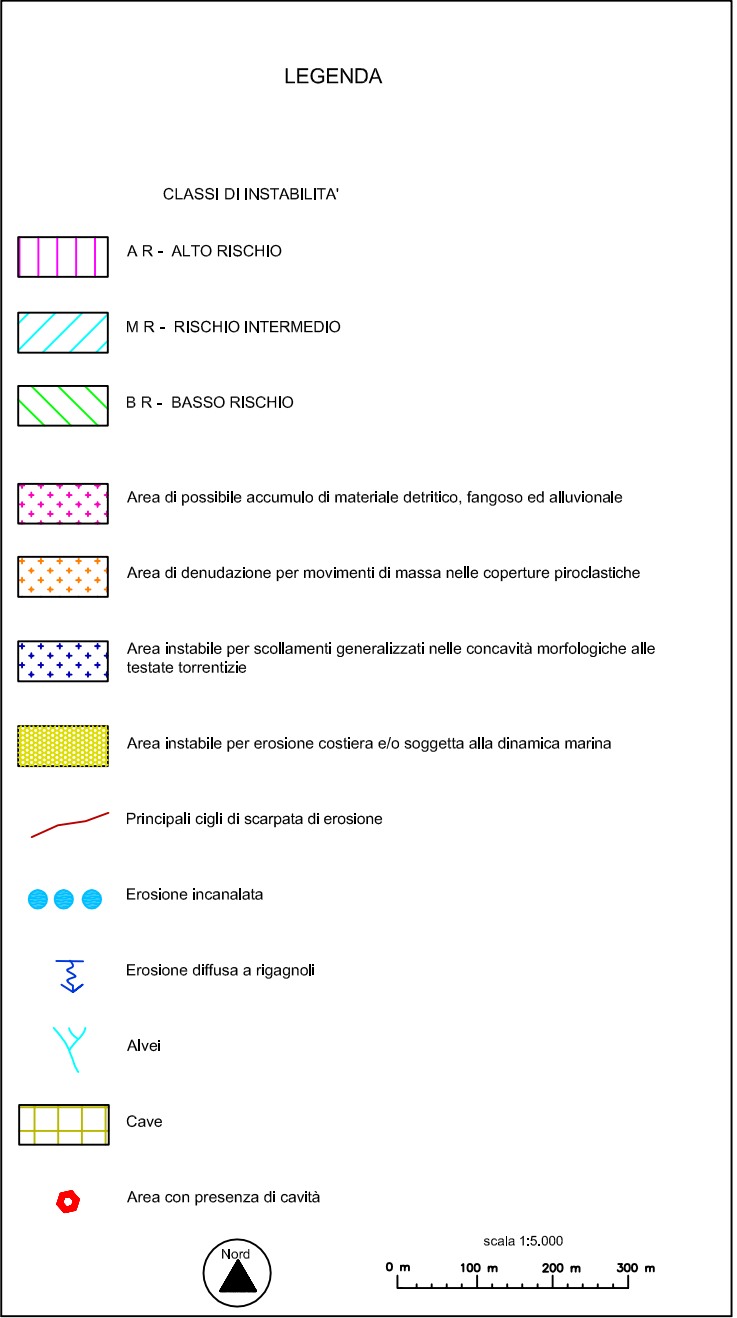 LEGENDA
CLASSI DI INSTABILITA'
A R - ALTO RISCHIO
M R - RISCHIO INTERMEDIO
B R - BASSO RISCHIO
Area di possibile accumulo di materiale detritico, fangoso ed alluvionale
Area di denudazione per movimenti di massa nelle coperture piroclastiche
Area instabile per scollamenti generalizzati nelle concavità morfologiche alle
testate torrentizie
Area instabile per erosione costiera e/o soggetta alla dinamica marina
Principali cigli di scarpata di erosione
Erosione incanalata
Erosione diffusa a rigagnoli
Alvei
Cave
Area con presenza di cavità
Nord
scala 1:5.000
0 m 100 m 200 m 300 m